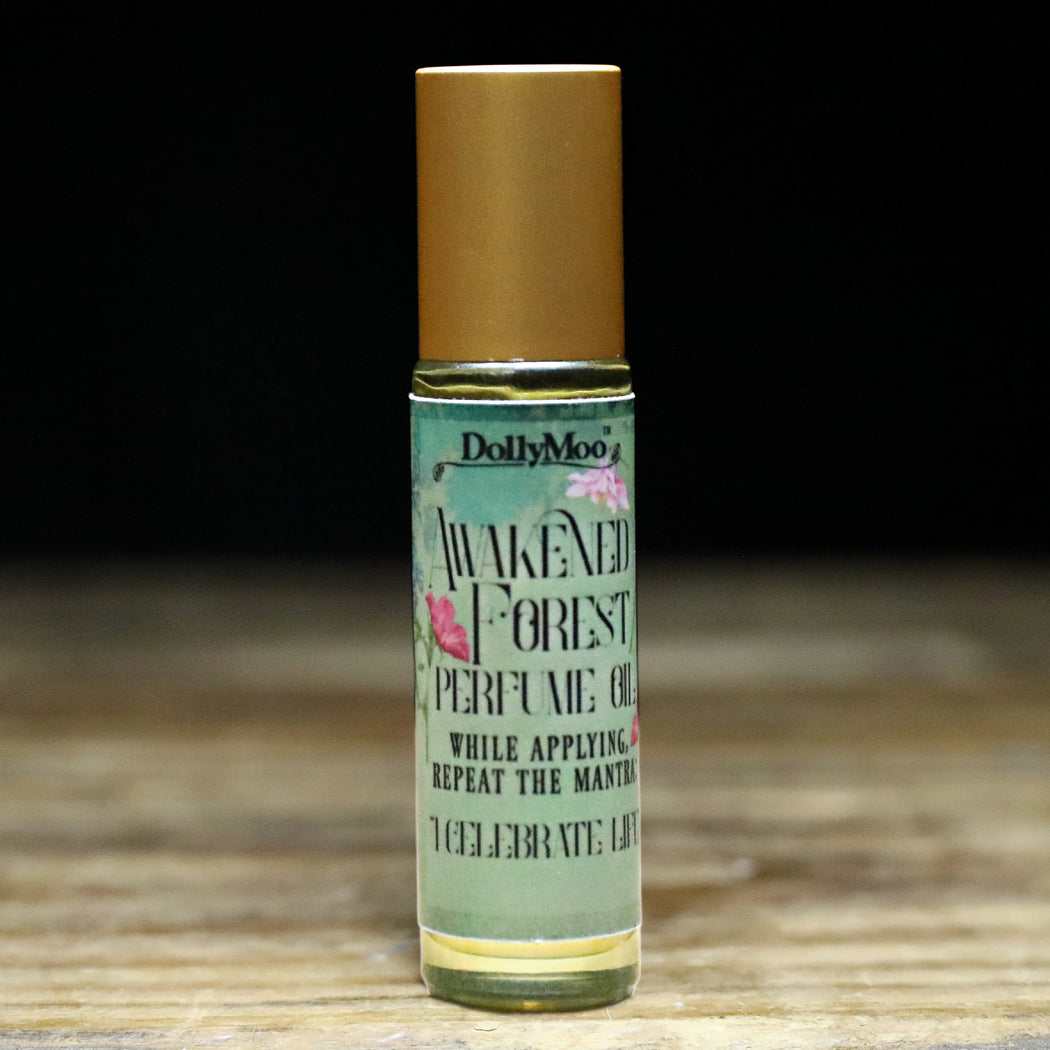 DollyMoo™
AWAKENED
FOREST
PERFUME OIL
WHILE APPLYING,
REPEAT THE MANTRA:
"I CELEBRATE LIFE